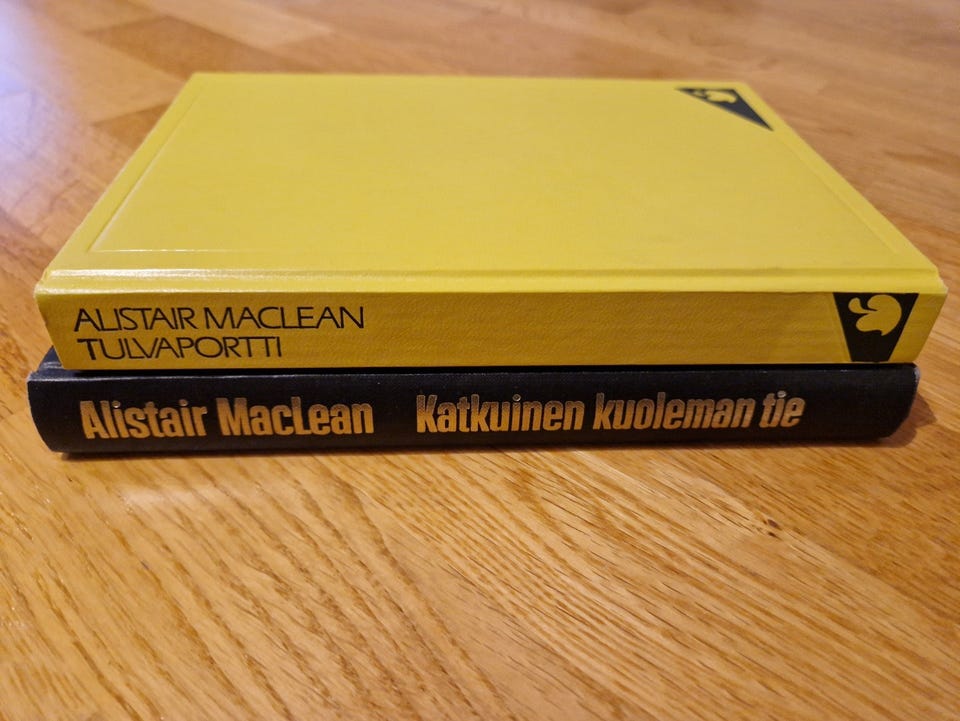 ALISTAIR MACLEAN
TULVAPORTTI
Alistair MacLean Katkuinen kuoleman tie